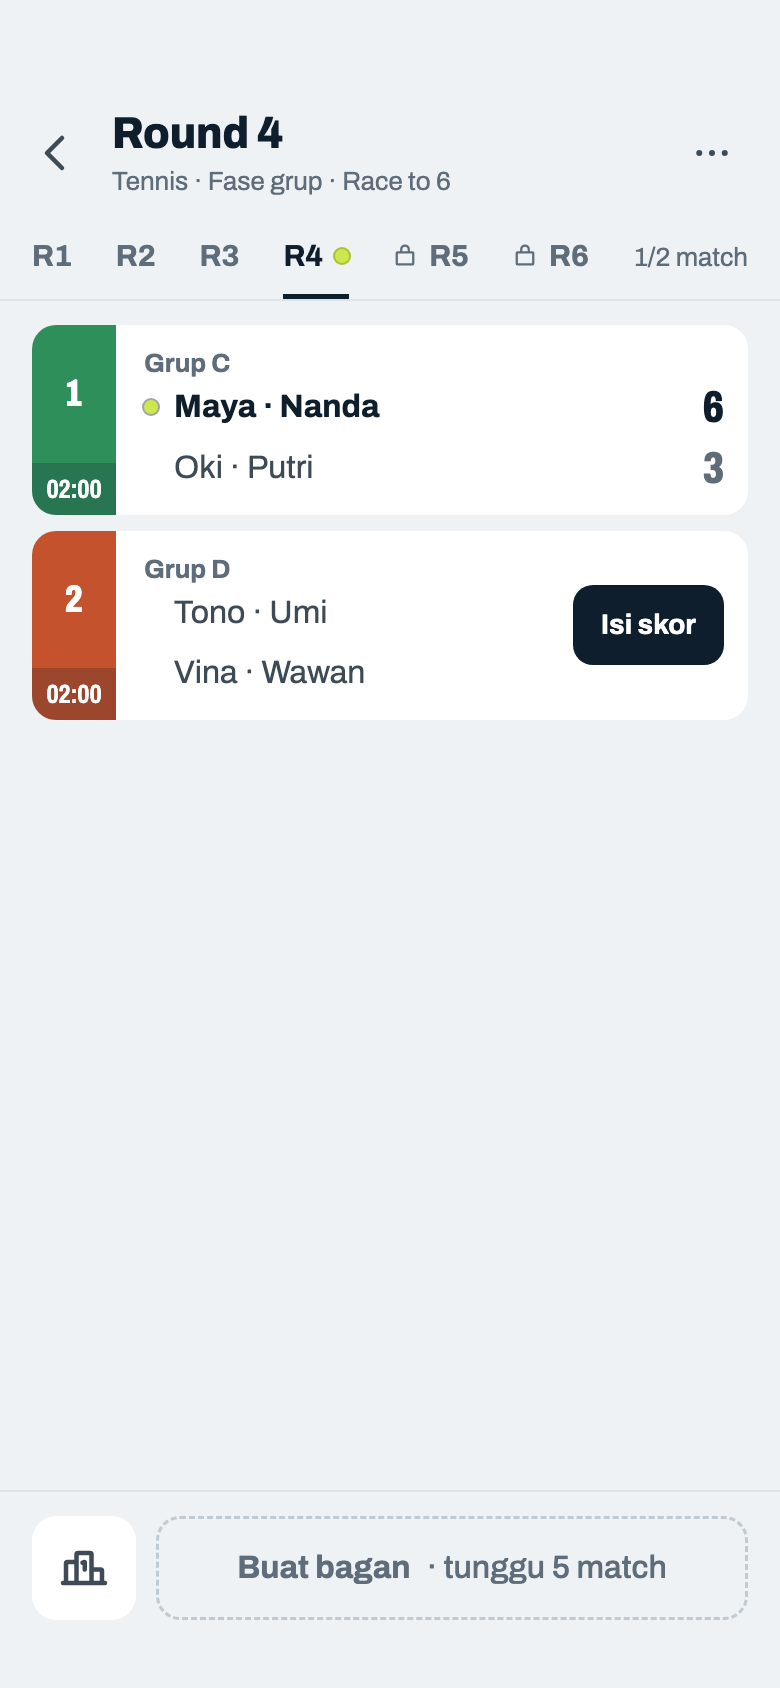 Round 4
Tennis · Fase grup · Race to 6
R1 R2 R3 R4 R5 R6 1/2 match
1
02:00
Grup C
Maya · Nanda 6
Oki · Putri 3
2
02:00
Grup D
Tono · Umi
Vina · Wawan
Isi skor
1
Buat bagan · tunggu 5 match